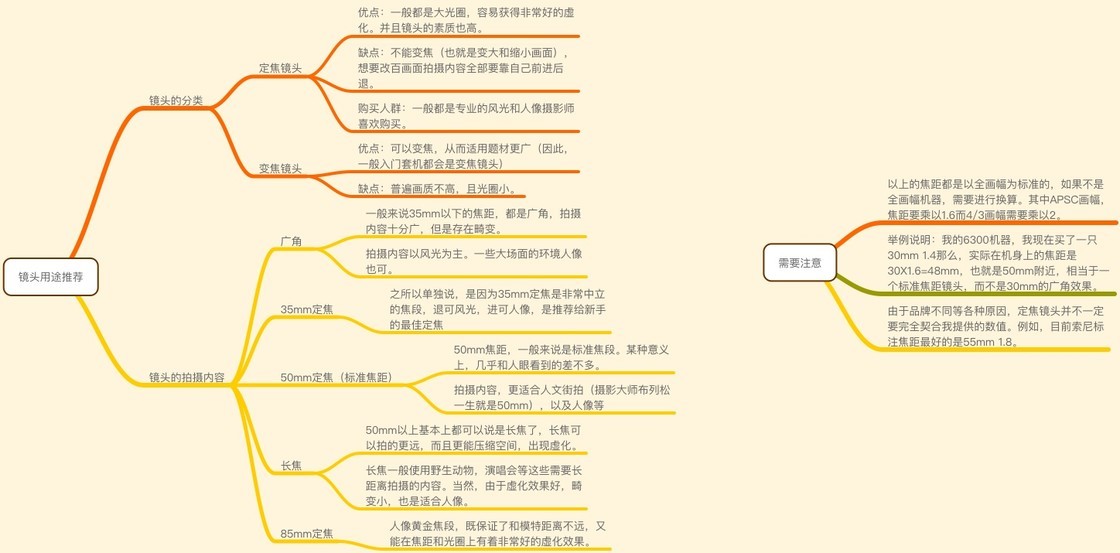 镜头用途推荐
镜头的分类
定焦镜头
优点：一般都是大光圈，容易获得非常好的虚
化。并且镜头的素质也高。
缺点：不能变焦（也就是变大和缩小画面），
想要改百画面拍摄内容全部要靠自己前进后
退。
购买人群：一般都是专业的风光和人像摄影师
喜欢购买。
变焦镜头
优点：可以变焦，从而适用题材更广（因此，
一般入门套机都会是变焦镜头）
缺点：普遍画质不高，且光圈小。
镜头的拍摄内容
广角
一般来说35mm以下的焦距，都是广角，拍摄
内容十分广，但是存在畸变。
拍摄内容以风光为主。一些大场面的环境人像
也可。
35mm定焦
之所以单独说，是因为35mm定焦是非常中立
的焦段，退可风光，进可人像，是推荐给新手
的最佳定焦
50mm定焦（标准焦距）
50mm焦距，一般来说是标准焦段。某种意义
上，几乎和人眼看到的差不多。
拍摄内容，更适合人文街拍（摄影大师布列松
一生就是50mm），以及人像等
长焦
50mm以上基本上都可以说是长焦了，长焦可
以拍的更远，而且更能压缩空间，出现虚化。
长焦一般使用野生动物，演唱会等这些需要长
距离拍摄的内容。当然，由于虚化效果好，畸
变小，也是适合人像。
85mm定焦
人像黄金焦段，既保证了和模特距离不远，又
能在焦距和光圈上有着非常好的虚化效果。
需要注意
以上的焦距都是以全画幅为标准的，如果不是
全画幅机器，需要进行换算。其中APSC画幅，
焦距要乘以1.6而4/3画幅需要乘以2。
举例说明：我的6300机器，我现在买了一只
30mm 1.4那么，实际在机身上的焦距是
30X1.6=48mm，也就是50mm附近，相当于一
个标准焦距镜头，而不是30mm的广角效果。
由于品牌不同等各种原因，定焦镜头并不一定
要完全契合我提供的数值。例如，目前索尼标
注焦距最好的是55mm 1.8。